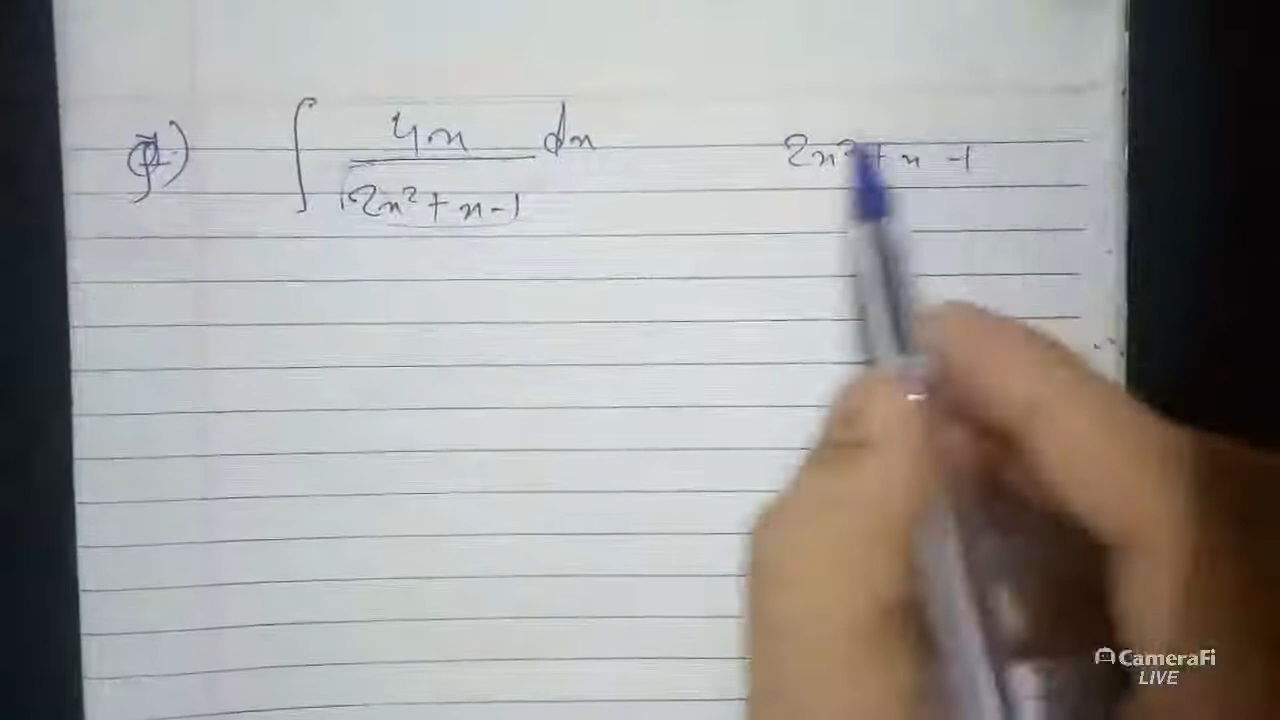 ∫ 4x / (2x² + x - 1) dx
2x² + x - 1
CameraFi
LIVE